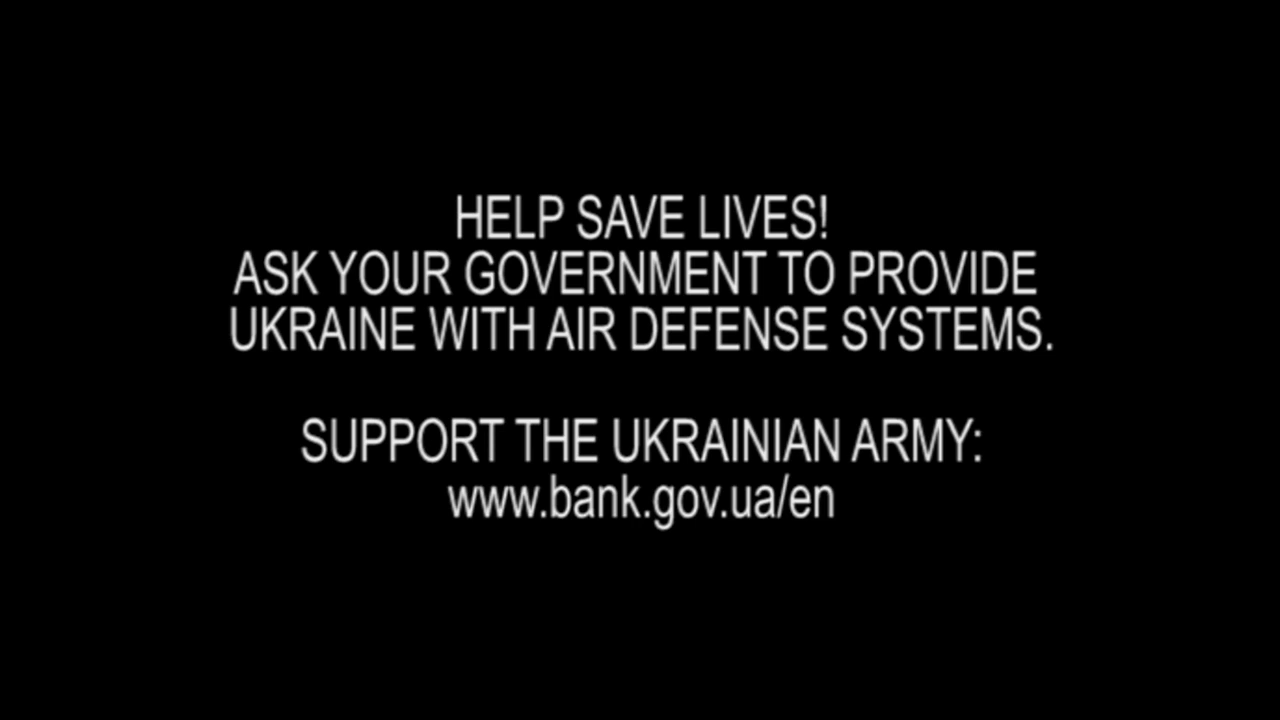 HELP SAVE LIVES!
ASK YOUR GOVERNMENT TO PROVIDE
UKRAINE WITH AIR DEFENSE SYSTEMS.
SUPPORT THE UKRAINIAN ARMY:
www.bank.gov.ua/en